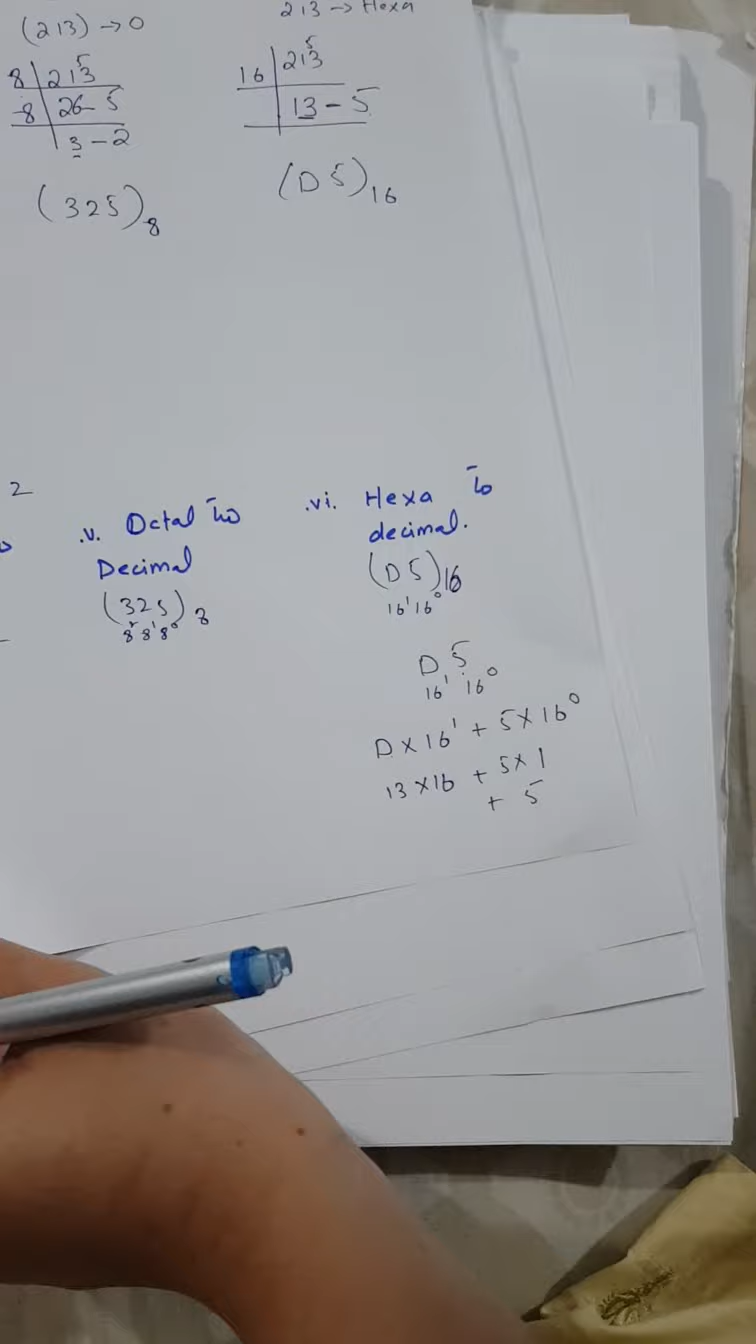 (213) → O
8 213 5
8 26 - 5
3 - 2
(325)8
213 → Hexa
16 213 5
13 - 5
(D5)16
2
.v. Octal to
Decimal
(325)8
8² 8¹ 8⁰
.vi. Hexa to
decimal.
(D5)16
16¹ 16⁰
D 5
16¹ 16⁰
D × 16¹ + 5 × 16⁰
13 × 16 + 5 × 1
+ 5